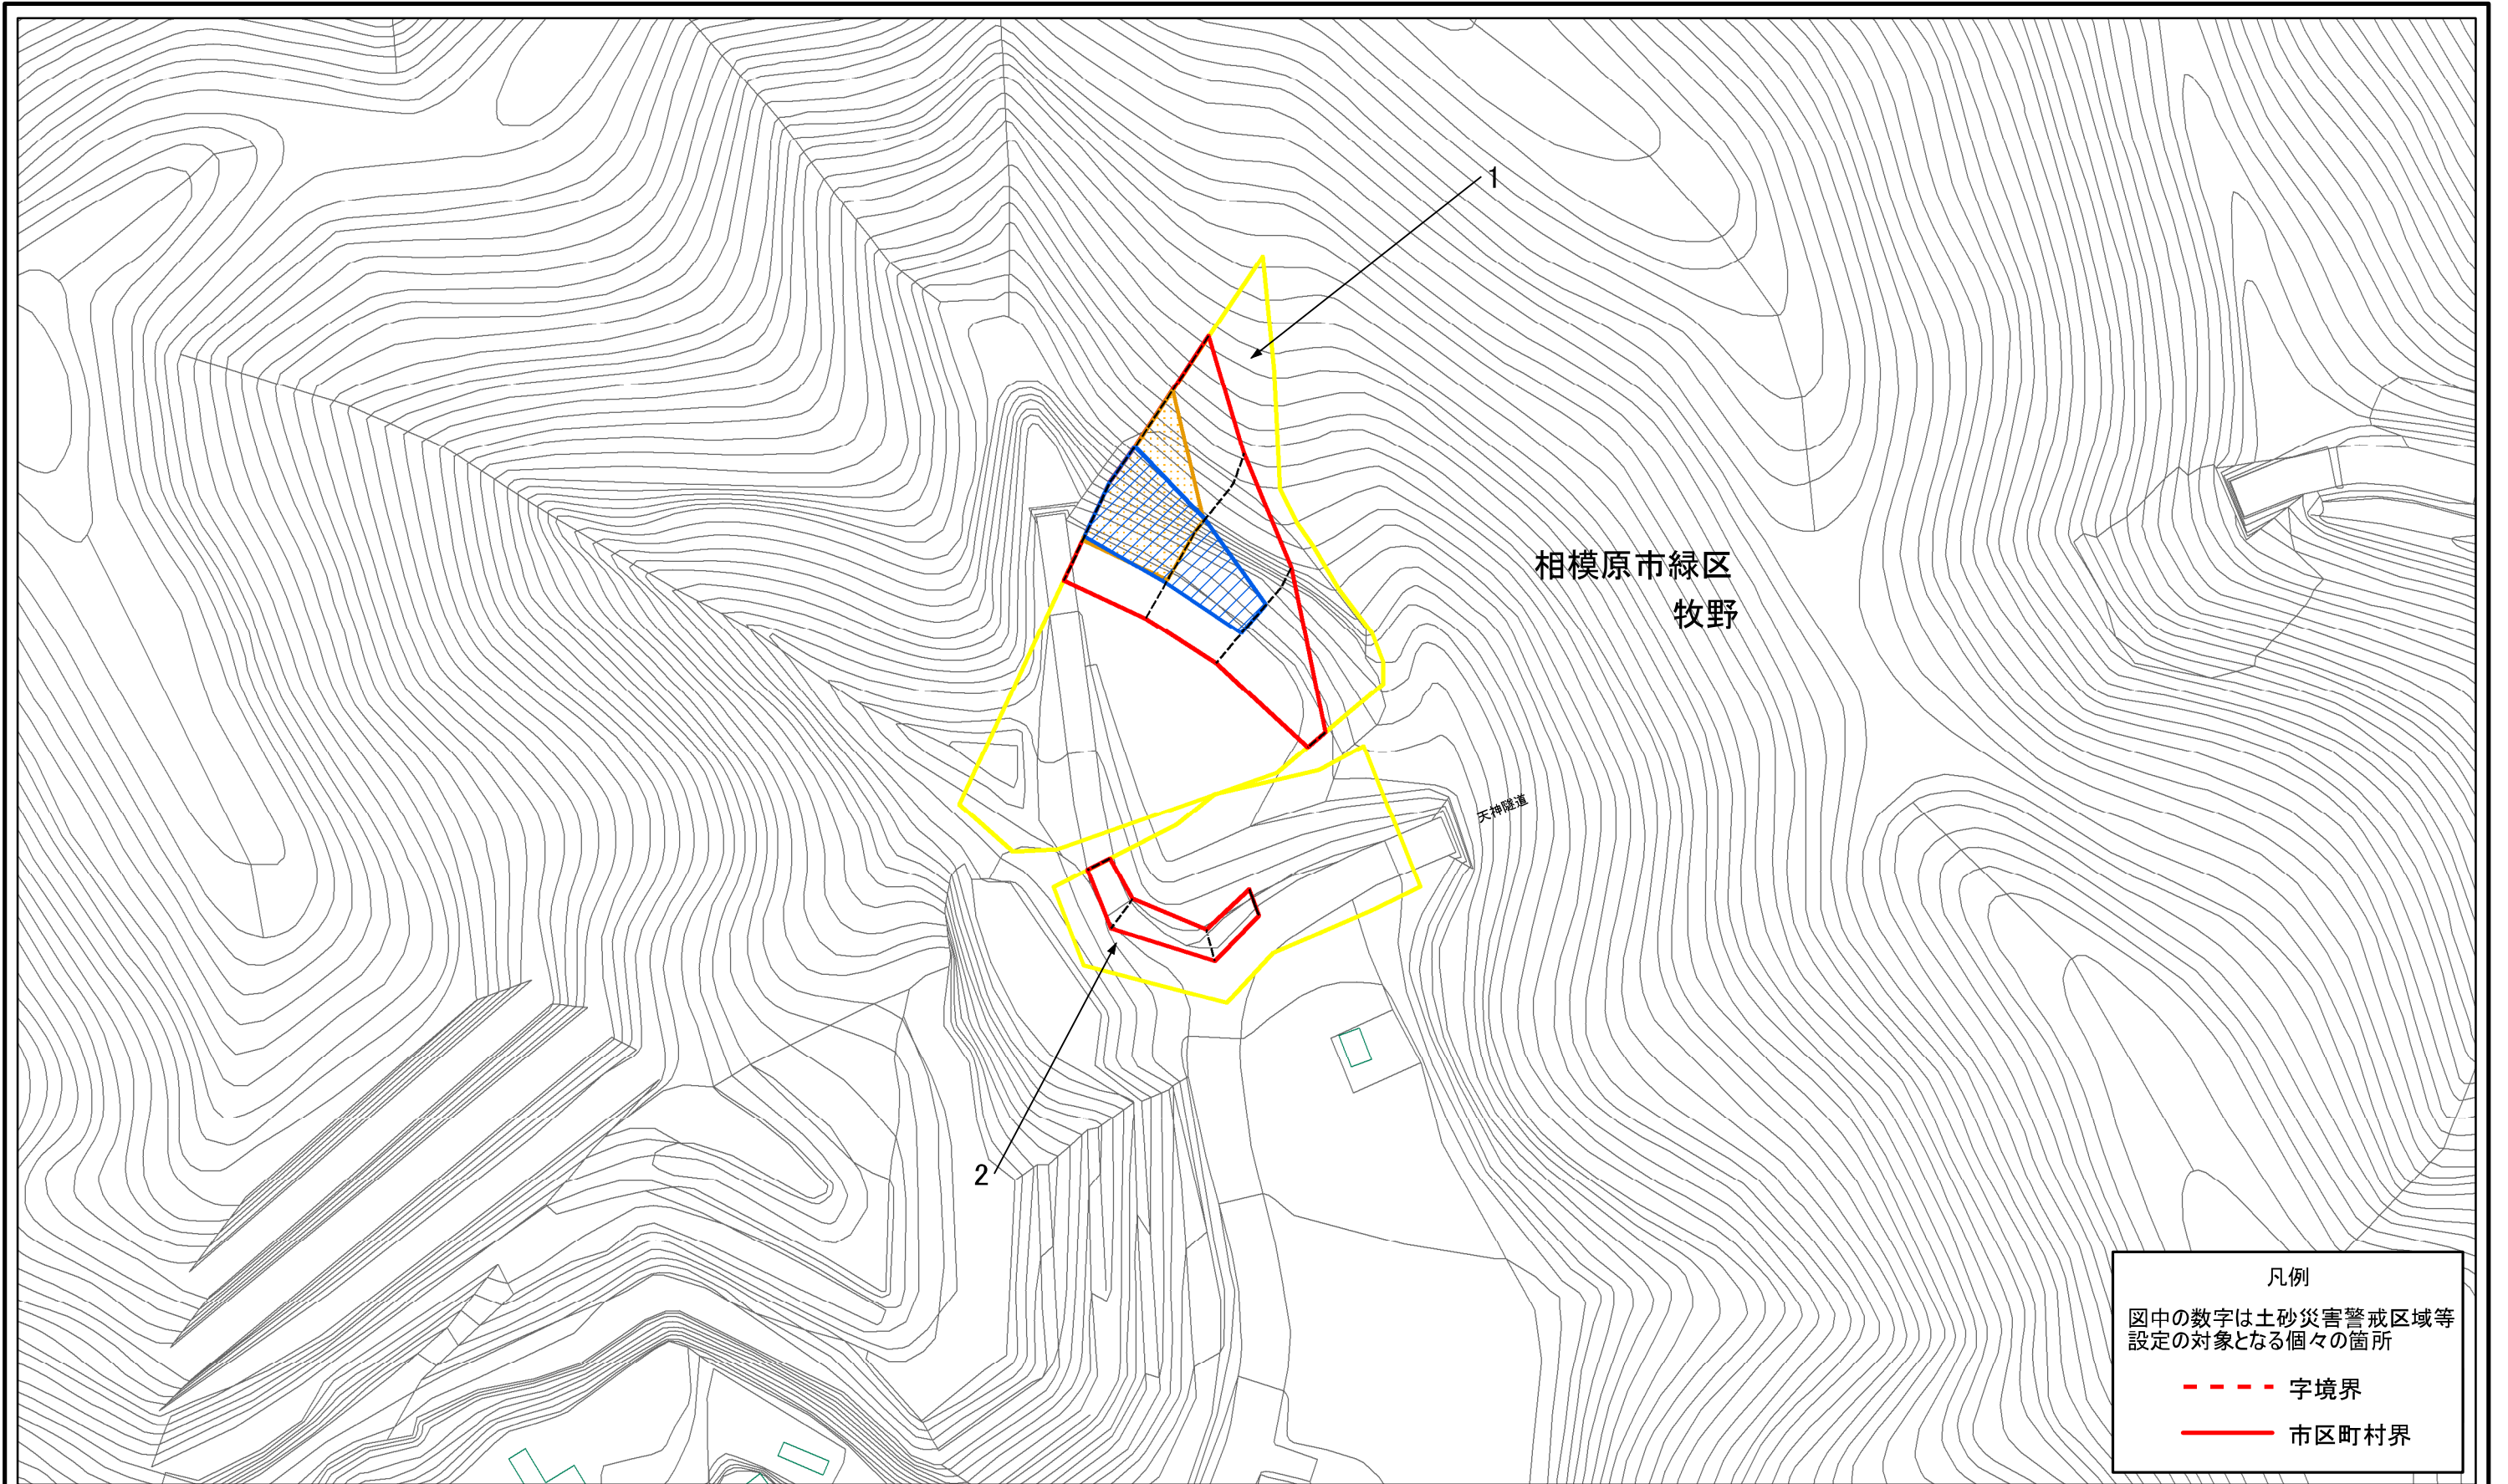 1
相模原市緑区
牧野
天神隧道
2
凡例
図中の数字は土砂災害警戒区域等
設定の対象となる個々の箇所
字境界
市区町村界